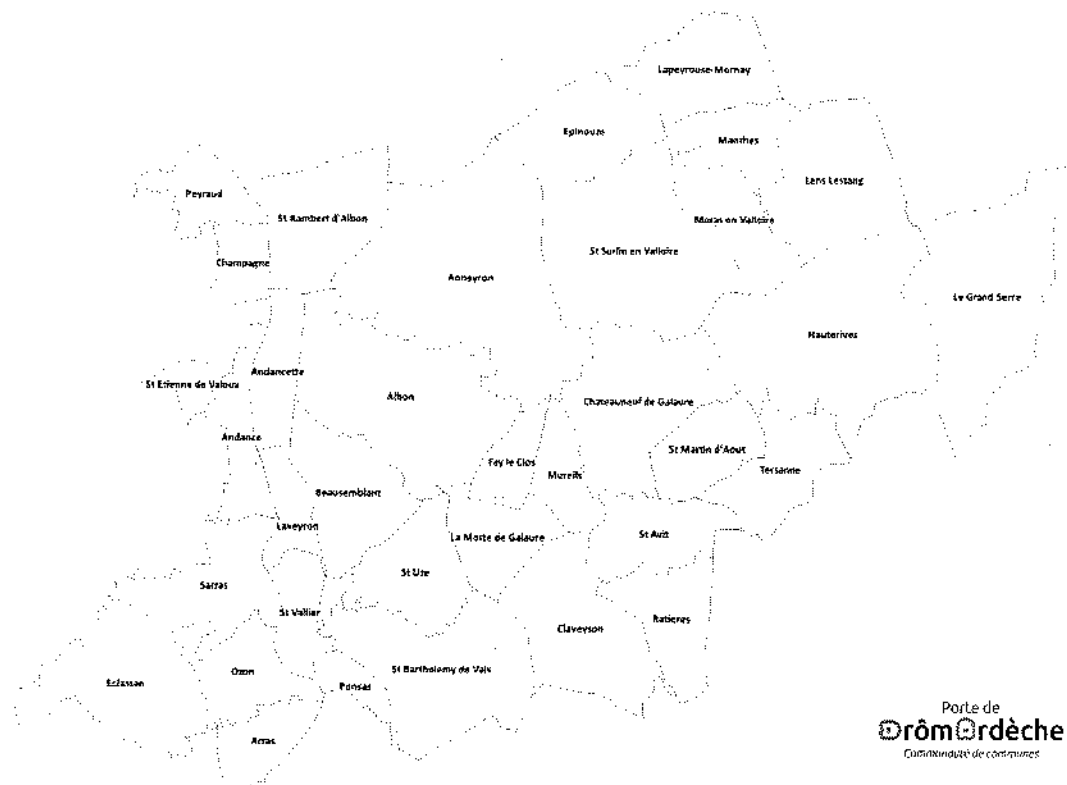 Lapeyrouse-Mornay
Epinouze
Manthes
Lens Lestang
Peyraud
St Rambert d'Albon
Moras en Valloire
St Sorlin en Valloire
Champagne
Anneyron
Le Grand Serre
Hauterives
Andancette
St Etienne de Valoux
Albon
Chateauneuf de Galaure
Andance
St Martin d'Aout
Fay le Clos
Tersanne
Mureils
Beausemblant
Laveyron
La Motte de Galaure
St Avit
St Uze
Sarras
St Vallier
Ratieres
Claveyson
Ozon
St Barthelemy de Vals
Eclassan
Ponsas
Arras
Porte de
DrômArdèche
Communauté de communes